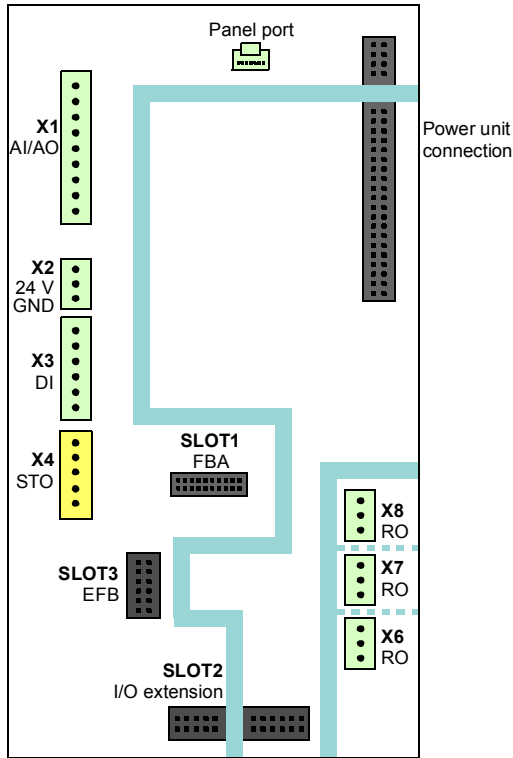 Panel port
X1
AI/AO
Power unit
connection
X2
24 V
GND
X3
DI
SLOT1
FBA
X4
STO
X8
RO
SLOT3
EFB
X7
RO
X6
RO
SLOT2
I/O extension